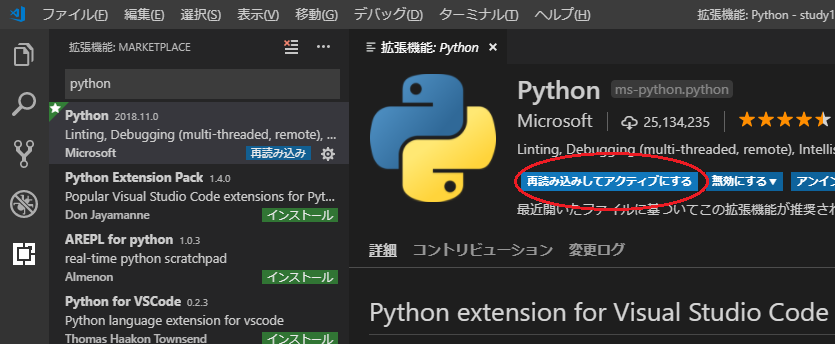 ファイル(F) 編集(E) 選択(S) 表示(V) 移動(G) デバッグ(D) ターミナル(T) ヘルプ(H) 拡張機能: Python - study1
拡張機能: MARKETPLACE
python
Python 2018.11.0
Linting, Debugging (multi-threaded, remote), ...
Microsoft 再読み込み
Python Extension Pack 1.4.0
Popular Visual Studio Code extensions for Pyt...
Don Jayamanne インストール
AREPL for python 1.0.3
real-time python scratchpad
Almenon インストール
Python for VSCode 0.2.3
Python language extension for vscode
Thomas Haakon Townsend インストール
拡張機能: Python
Python ms-python.python
Microsoft 25,134,235
Linting, Debugging (multi-threaded, remote), Intellis
再読み込みしてアクティブにする 無効にする アンイン
最近開いたファイルに基づいてこの拡張機能が推奨され
詳細 コントリビューション 変更ログ
Python extension for Visual Studio Code